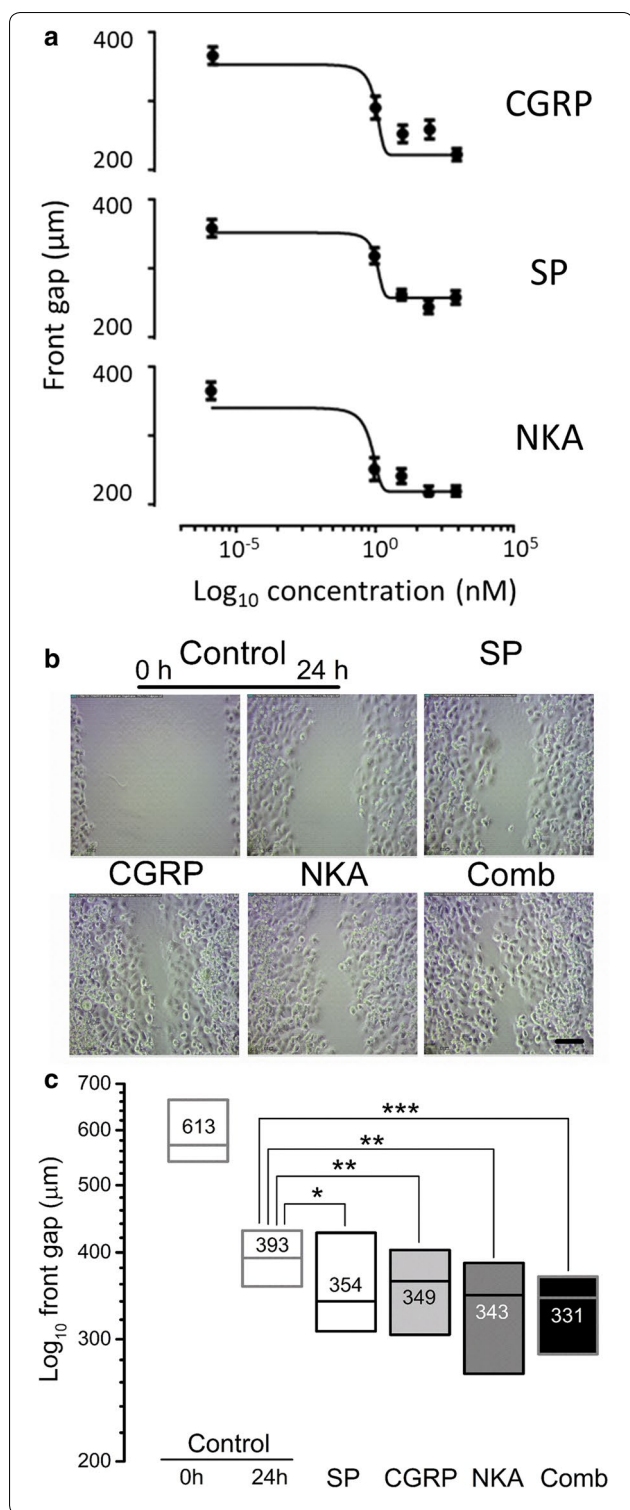 a
400
CGRP
200
400
SP
200
400
NKA
200
Front gap (µm)
10-5 100 105
Log10 concentration (nM)
b
Control
0 h 24 h
SP
CGRP NKA Comb
c
700
600
500
400
300
200
Log10 front gap (µm)
***
**
**
*
613
393
354
349
343
331
Control
0h 24h SP CGRP NKA Comb